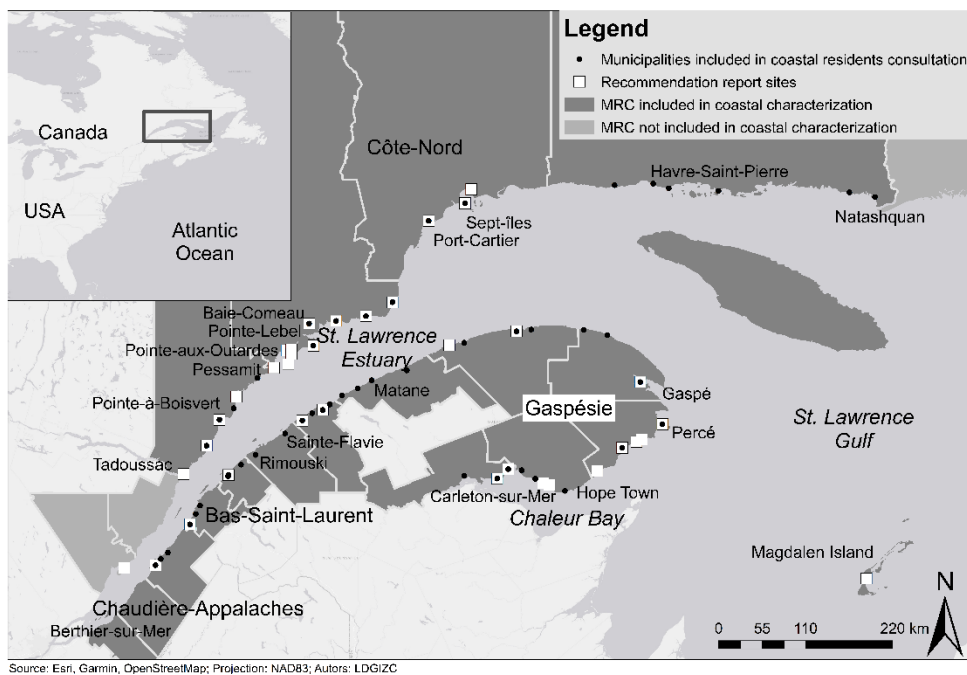 Legend
Municipalities included in coastal residents consultation
Recommendation report sites
MRC included in coastal characterization
MRC not included in coastal characterization
Canada
USA
Atlantic
Ocean
Côte-Nord
Havre-Saint-Pierre
Natashquan
Sept-îles
Port-Cartier
Baie-Comeau
Pointe-Lebel
St. Lawrence
Estuary
Pointe-aux-Outardes
Pessamit
Matane
Pointe-à-Boisvert
Gaspé
Gaspésie
St. Lawrence
Gulf
Percé
Sainte-Flavie
Tadoussac
Rimouski
Carleton-sur-Mer
Hope Town
Chaleur Bay
Bas-Saint-Laurent
Magdalen Island
Chaudière-Appalaches
Berthier-sur-Mer
N
0 55 110 220 km
Source: Esri, Garmin, OpenStreetMap; Projection: NAD83; Autors: LDGIZC